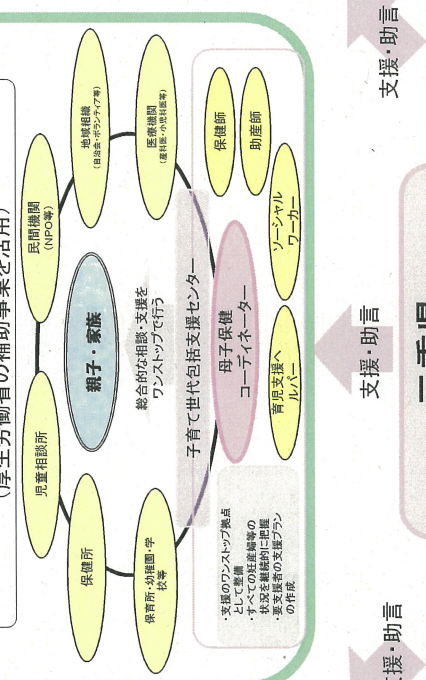 (厚生労働省の補助事業を活用)
児童相談所
民間機関
(NPO等)
保健所
地域組織
(自治会・ボランティア等)
親子・家族
保育所・幼稚園・学
校等
医療機関
(産科医・小児科医等)
総合的な相談・支援を
ワンストップで行う
子育て世代包括支援センター
・支援のワンストップ拠点
として整備
・すべての妊産婦等の
状況を継続的に把握
・要支援者の支援プラン
の作成
母子保健
コーディネーター
保健師
助産師
育児支援ヘ
ルパー
ソーシャル
ワーカー
援・助言
支援・助言
支援・助言